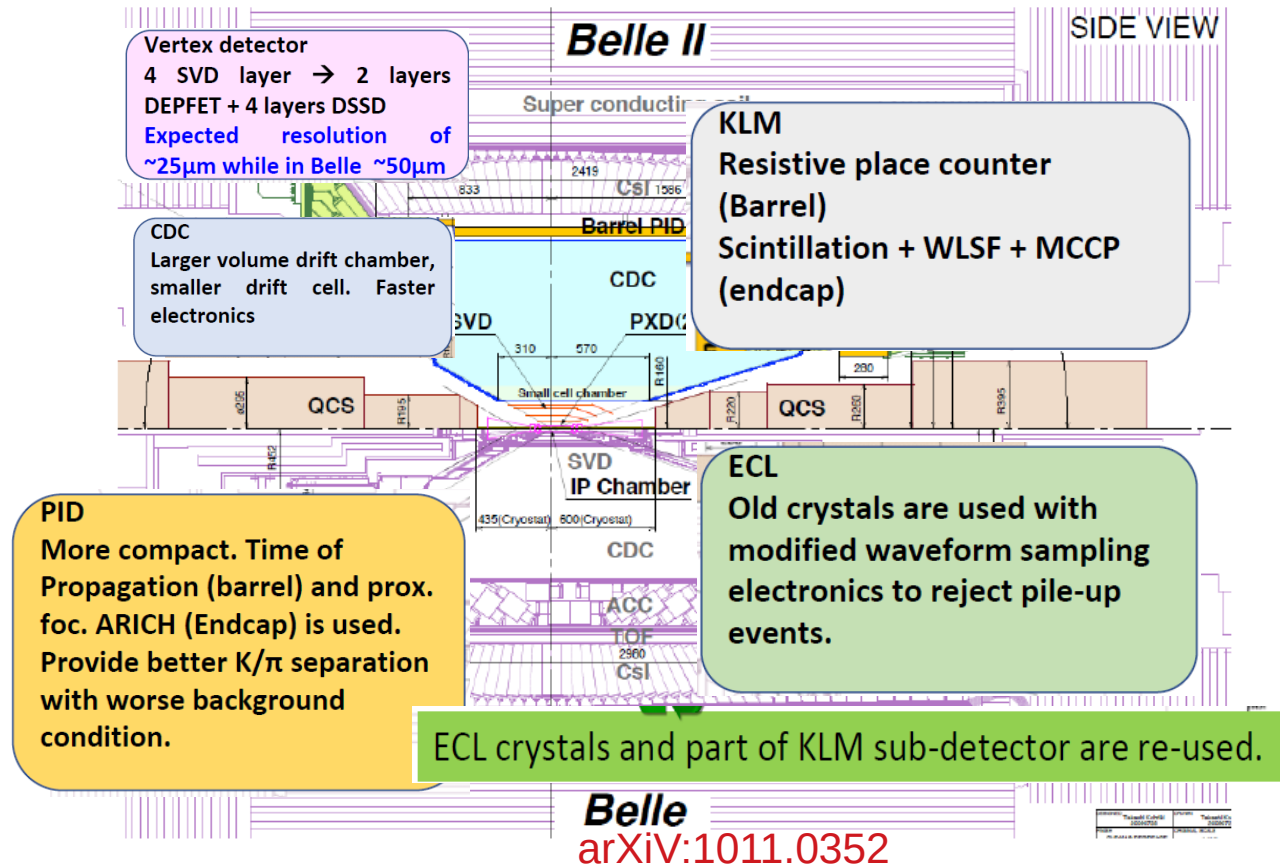 Belle II
SIDE VIEW
Vertex detector
4 SVD layer → 2 layers
DEPFET + 4 layers DSSD
Expected resolution of
~25μm while in Belle ~50μm
Super conducting coil
KLM
Resistive place counter
(Barrel)
Scintillation + WLSF + MCCP
(endcap)
2419
833
CsI
1586
Barrel PID
CDC
Larger volume drift chamber,
smaller drift cell. Faster
electronics
CDC
SVD
PXD(2
310
570
R160
280
Small cell chamber
QCS
R195
R220
QCS
R260
R395
R452
SVD
IP Chamber
435(Cryostat)
600(Cryostat)
CDC
ACC
TOF
2980
CsI
PID
More compact. Time of
Propagation (barrel) and prox.
foc. ARICH (Endcap) is used.
Provide better K/π separation
with worse background
condition.
ECL
Old crystals are used with
modified waveform sampling
electronics to reject pile-up
events.
ECL crystals and part of KLM sub-detector are re-used.
Belle
arXiV:1011.0352